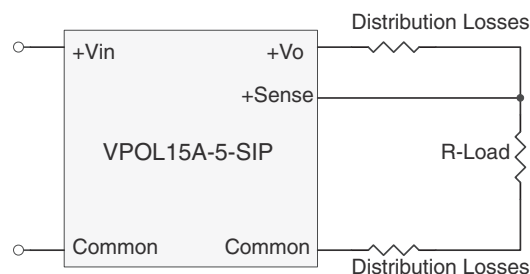 Distribution Losses
+Vin
+Vo
+Sense
VPOL15A-5-SIP
R-Load
Common
Common
Distribution Losses